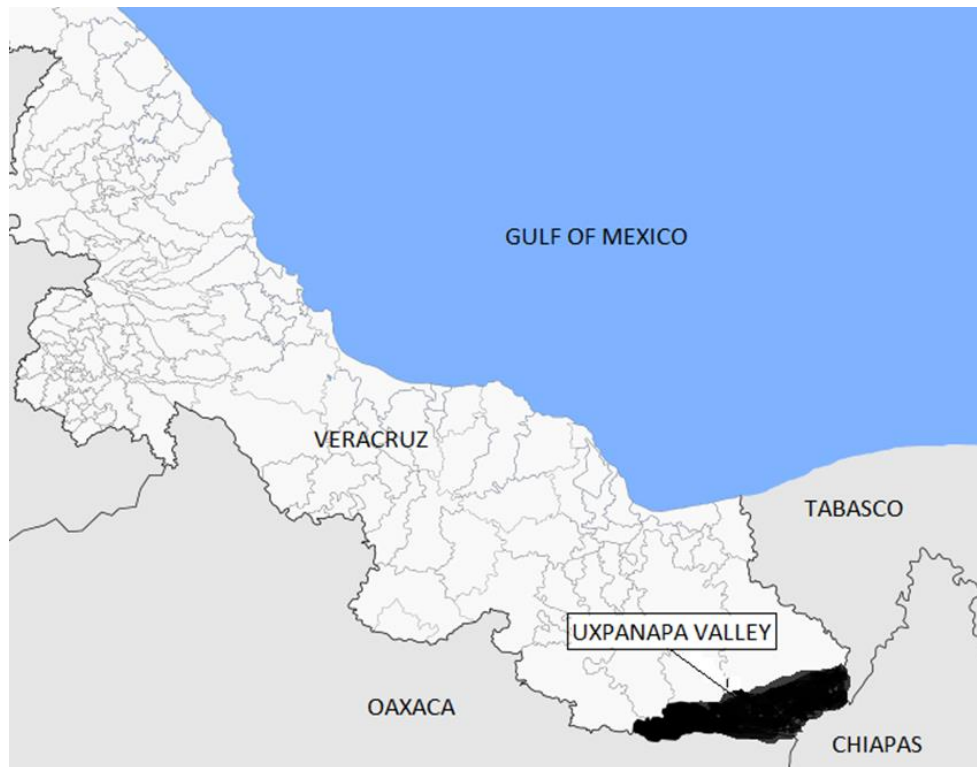 GULF OF MEXICO
VERACRUZ
TABASCO
UXPANAPA VALLEY
OAXACA
CHIAPAS